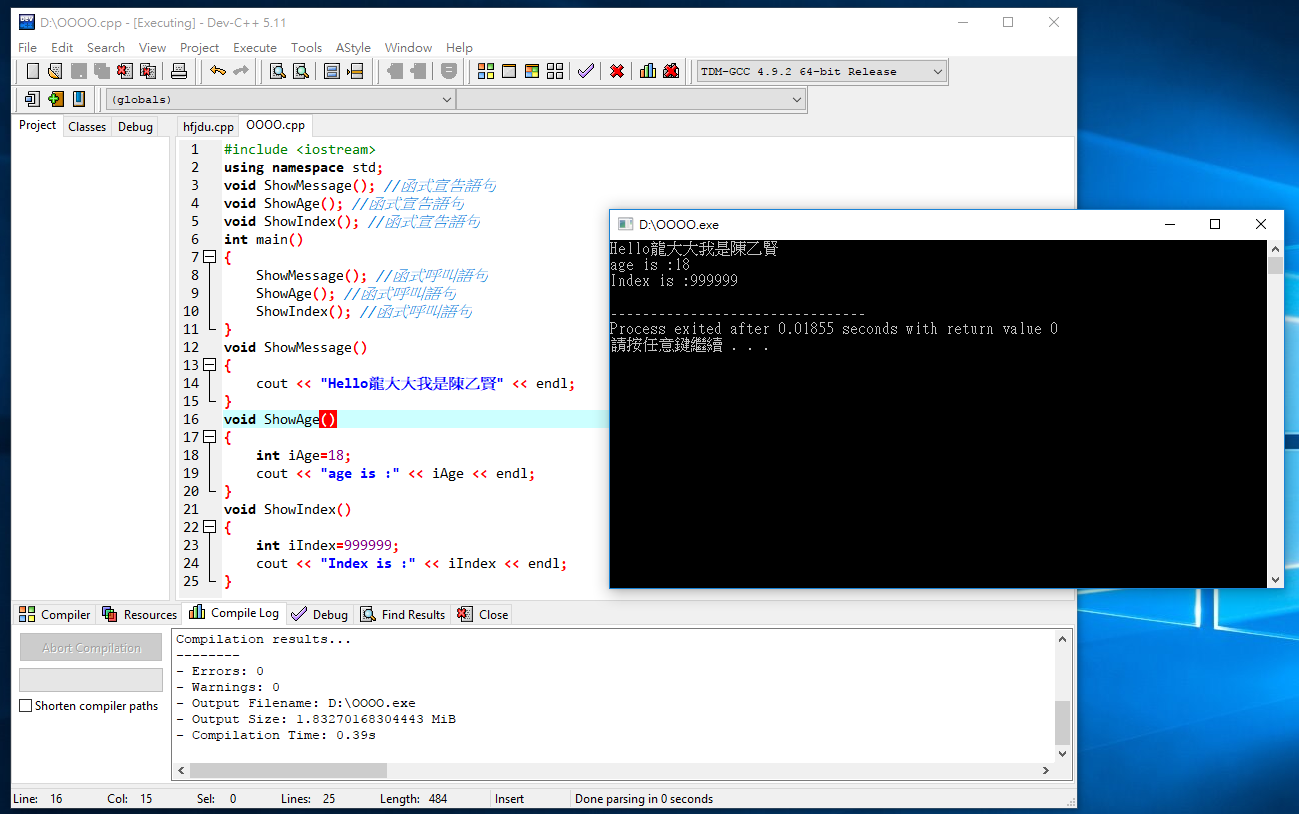 D:\OOOO.cpp - [Executing] - Dev-C++ 5.11
File Edit Search View Project Execute Tools AStyle Window Help
TDM-GCC 4.9.2 64-bit Release
(globals)
Project Classes Debug
hfjdu.cpp OOOO.cpp
1 #include <iostream>
2 using namespace std;
3 void ShowMessage(); //函式宣告語句
4 void ShowAge(); //函式宣告語句
5 void ShowIndex(); //函式宣告語句
6 int main()
7 {
8 ShowMessage(); //函式呼叫語句
9 ShowAge(); //函式呼叫語句
10 ShowIndex(); //函式呼叫語句
11 }
12 void ShowMessage()
13 {
14 cout << "Hello龍大大我是陳乙賢" << endl;
15 }
16 void ShowAge()
17 {
18 int iAge=18;
19 cout << "age is :" << iAge << endl;
20 }
21 void ShowIndex()
22 {
23 int iIndex=999999;
24 cout << "Index is :" << iIndex << endl;
25 }
D:\OOOO.exe
Hello龍大大我是陳乙賢
age is :18
Index is :999999
--------------------------------
Process exited after 0.01855 seconds with return value 0
請按任意鍵繼續 . . .
Compiler Resources Compile Log Debug Find Results Close
Abort Compilation
Shorten compiler paths
Compilation results...
--------
- Errors: 0
- Warnings: 0
- Output Filename: D:\OOOO.exe
- Output Size: 1.83270168304443 MiB
- Compilation Time: 0.39s
Line: 16 Col: 15 Sel: 0 Lines: 25 Length: 484 Insert Done parsing in 0 seconds